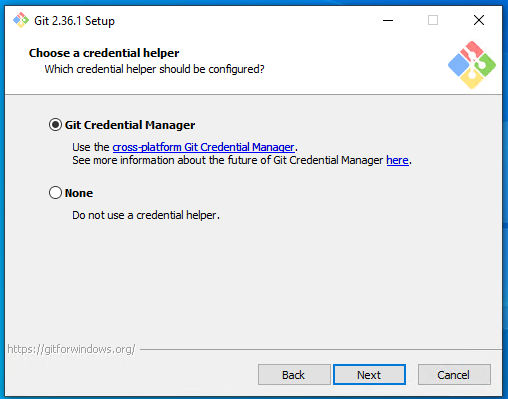 Git 2.36.1 Setup
Choose a credential helper
Which credential helper should be configured?
Git Credential Manager
Use the cross-platform Git Credential Manager.
See more information about the future of Git Credential Manager here.
None
Do not use a credential helper.
https://gitforwindows.org/
Back Next Cancel